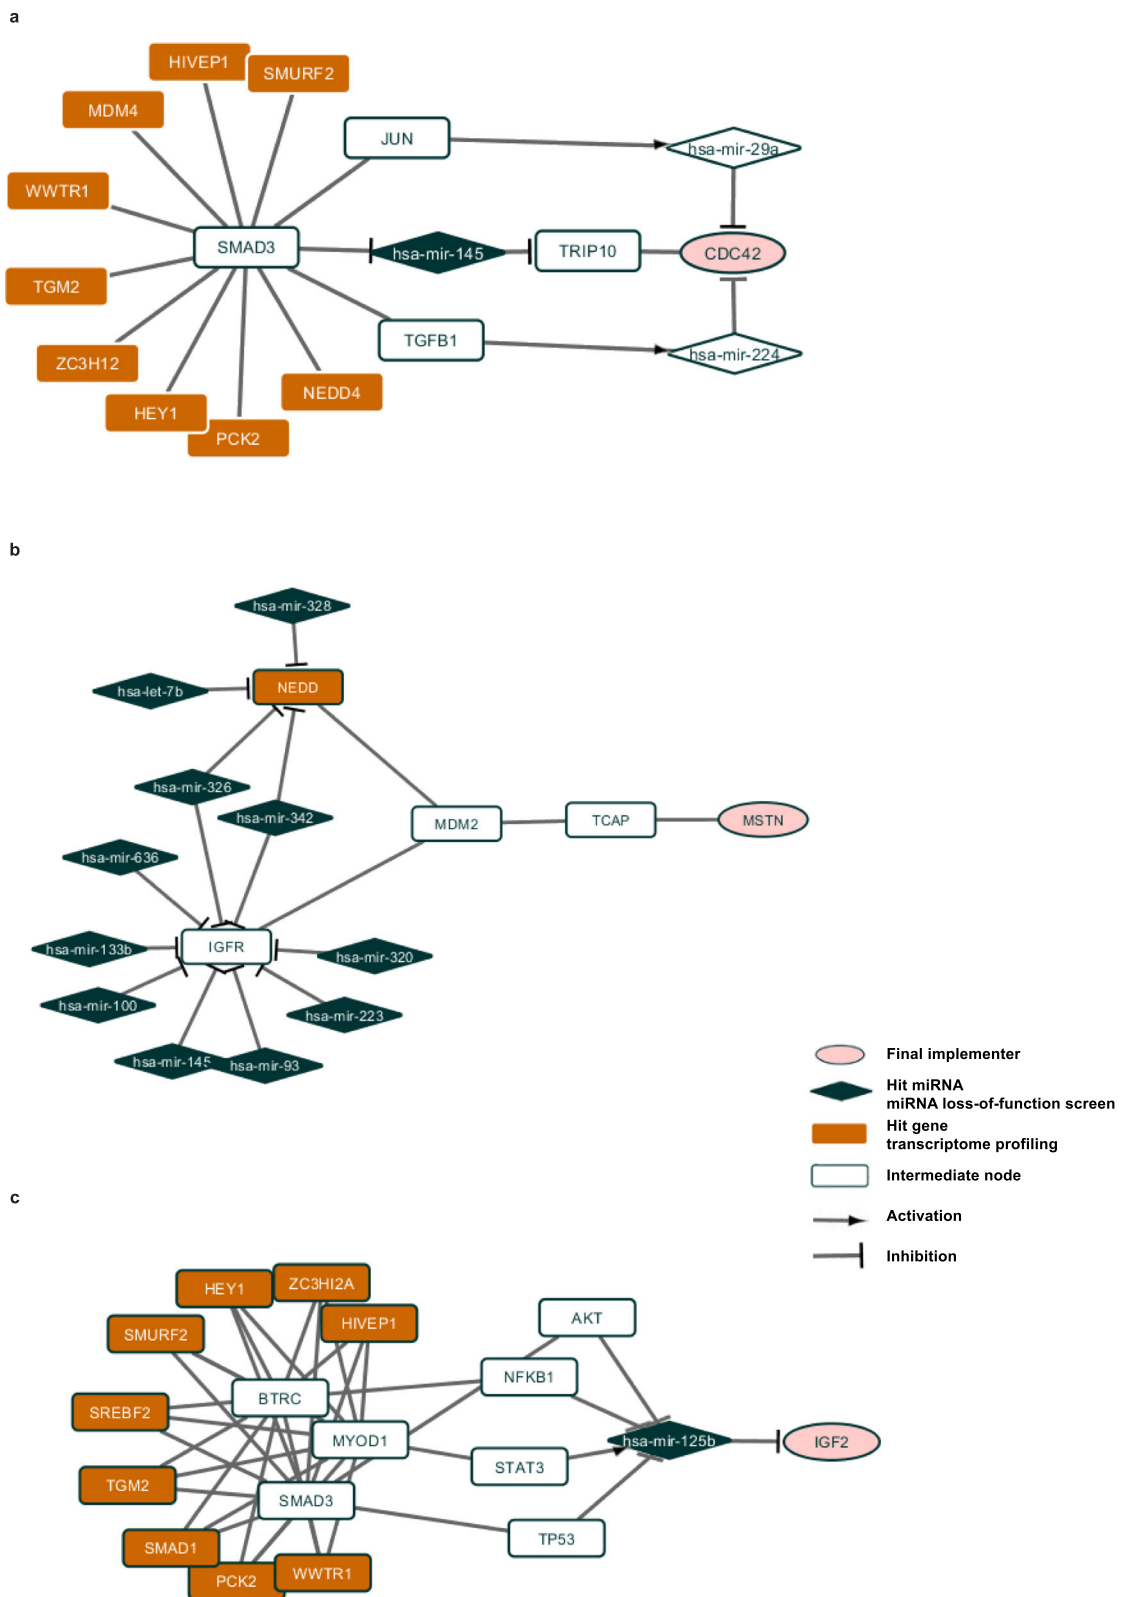 a
HIVEP1
SMURF2
MDM4
JUN
hsa-mir-29a
WWTR1
SMAD3
hsa-mir-145
TRIP10
CDC42
TGM2
TGFB1
hsa-mir-224
ZC3H12
NEDD4
HEY1
PCK2
b
hsa-mir-328
hsa-let-7b
NEDD
hsa-mir-326
hsa-mir-342
MDM2
TCAP
MSTN
hsa-mir-636
hsa-mir-133b
IGFR
hsa-mir-320
hsa-mir-100
hsa-mir-223
hsa-mir-145
hsa-mir-93
Final implementer
Hit miRNA
miRNA loss-of-function screen
Hit gene
transcriptome profiling
Intermediate node
Activation
Inhibition
c
HEY1
ZC3HI2A
HIVEP1
SMURF2
AKT
NFKB1
BTRC
SREBF2
MYOD1
hsa-mir-125b
IGF2
STAT3
TGM2
SMAD3
TP53
SMAD1
PCK2
WWTR1